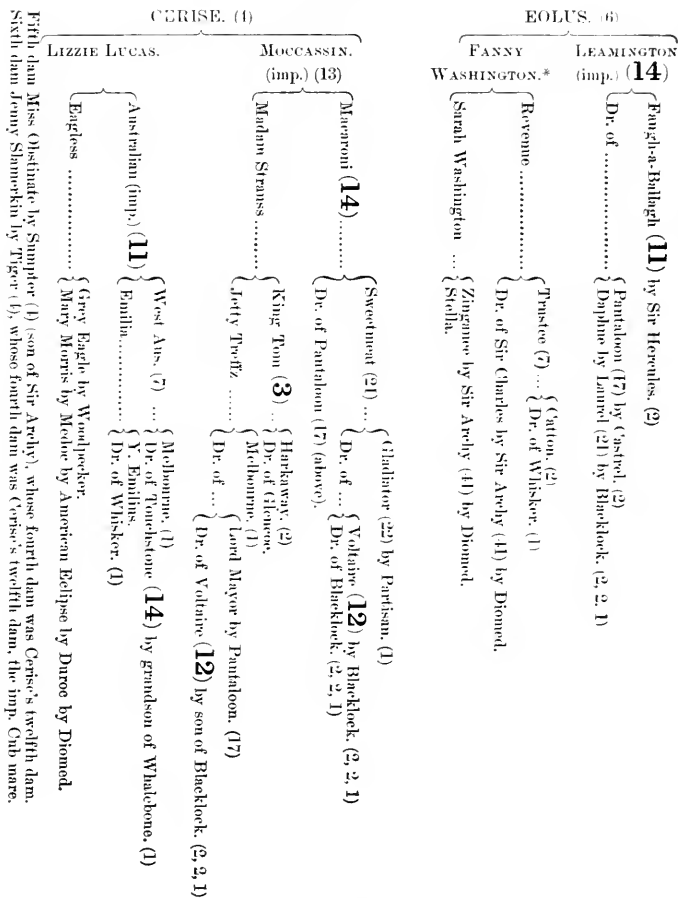 EOLUS. (6)
LEAMINGTON (imp.) (14)
Faugh-a-Ballagh (11) by Sir Hercules. (2)
Dr. of ........ Pantaloon (17) by Castrel. (2)
Daphne by Laurel (21) by Blacklock. (2, 2, 1)
FANNY WASHINGTON.*
Revenue ........ Trustee (7) ... Catton. (2)
Dr. of Whisker. (1)
Dr. of Sir Charles by Sir Archy (41) by Diomed.
Sarah Washington ... Zinganee by Sir Archy (41) by Diomed.
Stella.
CERISE. (4)
MOCCASSIN. (imp.) (13)
Macaroni (14) ........ Sweetmeat (21) ... Gladiator (22) by Partisan. (1)
Dr. of ... Voltaire (12) by Blacklock. (2, 2, 1)
Dr. of Blacklock. (2, 2, 1)
Dr. of Pantaloon (17) (above).
Madam Strauss ........ King Tom (3) ... Harkaway. (2)
Dr. of Glencoe.
Jetty Treffz ........ Melbourne. (1)
Dr. of ... Lord Mayor by Pantaloon. (17)
Dr. of Voltaire (12) by son of Blacklock. (2, 2, 1)
LIZZIE LUCAS.
Australian (imp.) (11) West Aus. (7) ... Melbourne. (1)
Dr. of Touchstone (14) by grandson of Whalebone. (1)
Emilia ........ Y. Emilius.
Dr. of Whisker. (1)
Eagless ........ Grey Eagle by Woodpecker.
Mary Morris by Medoc by American Eclipse by Duroc by Diomed.
Fifth dam Miss Obstinate by Sumpter (4) (son of Sir Archy), whose fourth dam was Cerise's twelfth dam.
Sixth dam Jenny Slamerkin by Tiger (4), whose fourth dam was Cerise's twelfth dam, the imp. Cub mare.